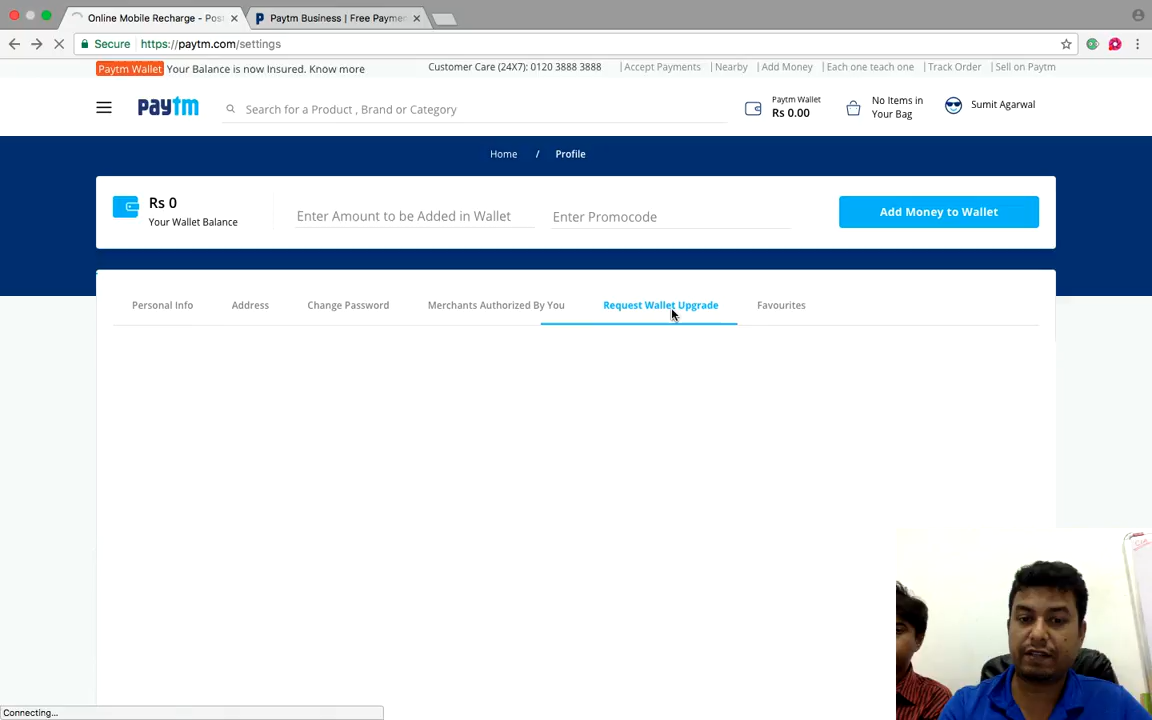 Online Mobile Recharge - Post
Paytm Business | Free Payme
Secure https://paytm.com/settings
Paytm Wallet Your Balance is now Insured. Know more
Customer Care (24X7): 0120 3888 3888 | Accept Payments | Nearby | Add Money | Each one teach one | Track Order | Sell on Paytm
paytm
Search for a Product , Brand or Category
Paytm Wallet
Rs 0.00
No Items in
Your Bag
Sumit Agarwal
Home / Profile
Rs 0
Your Wallet Balance
Enter Amount to be Added in Wallet
Enter Promocode
Add Money to Wallet
Personal Info Address Change Password Merchants Authorized By You Request Wallet Upgrade Favourites
Connecting...